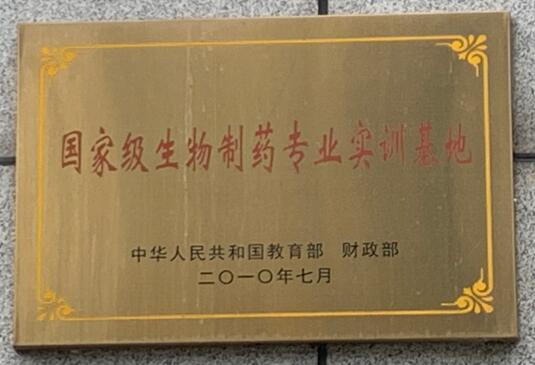 国家级生物制药专业实训基地
中华人民共和国教育部 财政部
二〇一〇年七月